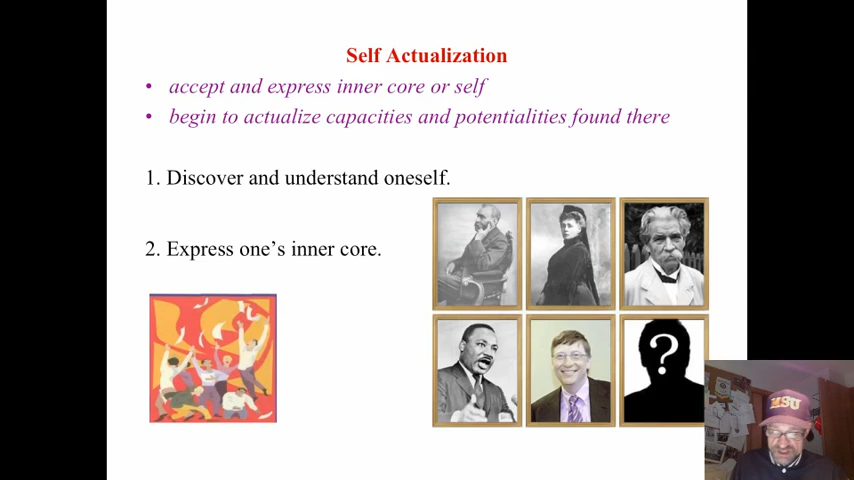 Self Actualization
• accept and express inner core or self
• begin to actualize capacities and potentialities found there
1. Discover and understand oneself.
2. Express one's inner core.
?
MSU